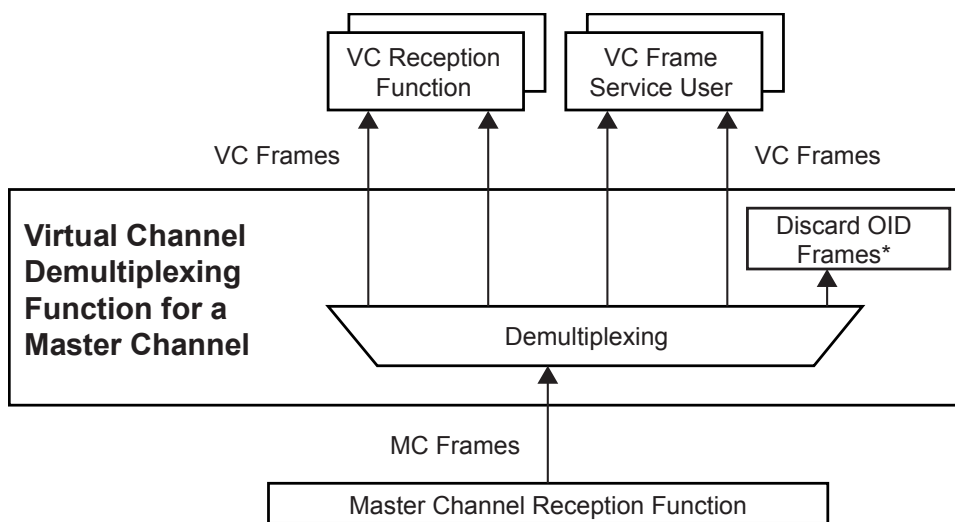 VC Reception
Function
VC Frame
Service User
VC Frames
VC Frames
Virtual Channel
Demultiplexing
Function for a
Master Channel
Discard OID
Frames*
Demultiplexing
MC Frames
Master Channel Reception Function